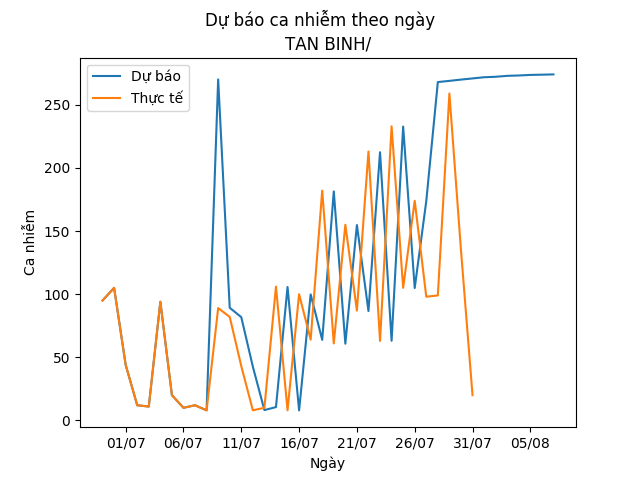 Dự báo ca nhiễm theo ngày
TAN BINH/
Dự báo
Thực tế
250
200
150
100
50
0
Ca nhiễm
01/07 06/07 11/07 16/07 21/07 26/07 31/07 05/08
Ngày